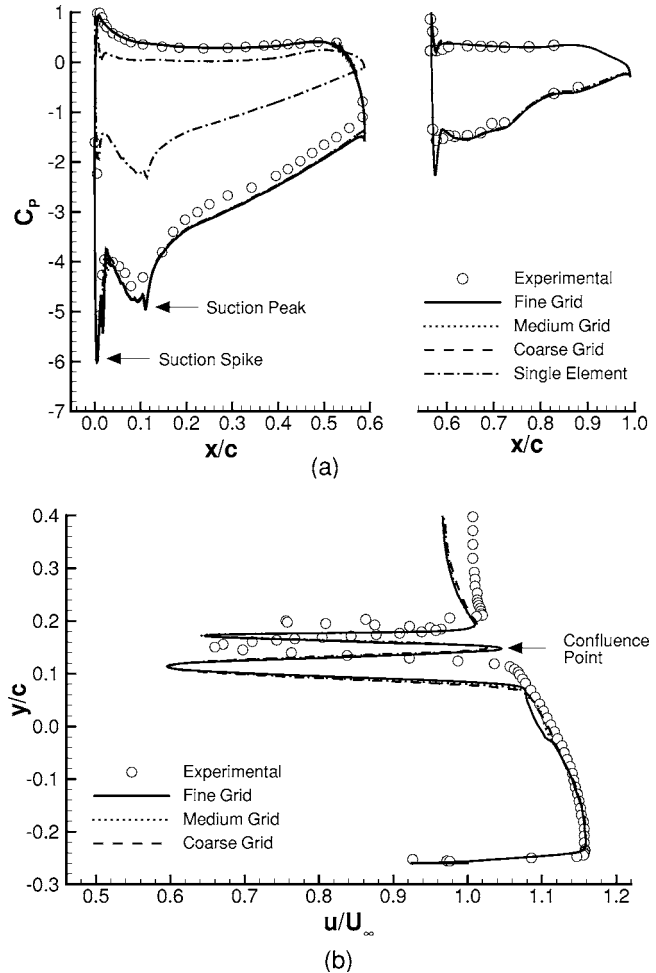 1
0
-1
-2
-3
-4
-5
-6
-7
C_P
Suction Peak
Suction Spike
0.0 0.1 0.2 0.3 0.4 0.5 0.6
x/c
Experimental
Fine Grid
Medium Grid
Coarse Grid
Single Element
0.6 0.7 0.8 0.9 1.0
x/c
(a)
0.4
0.3
0.2
0.1
0.0
-0.1
-0.2
-0.3
y/c
Confluence
Point
Experimental
Fine Grid
Medium Grid
Coarse Grid
0.5 0.6 0.7 0.8 0.9 1.0 1.1 1.2
u/U_∞
(b)